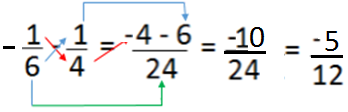 - 1/6 - 1/4 = -4 - 6/24 = -10/24 = -5/12